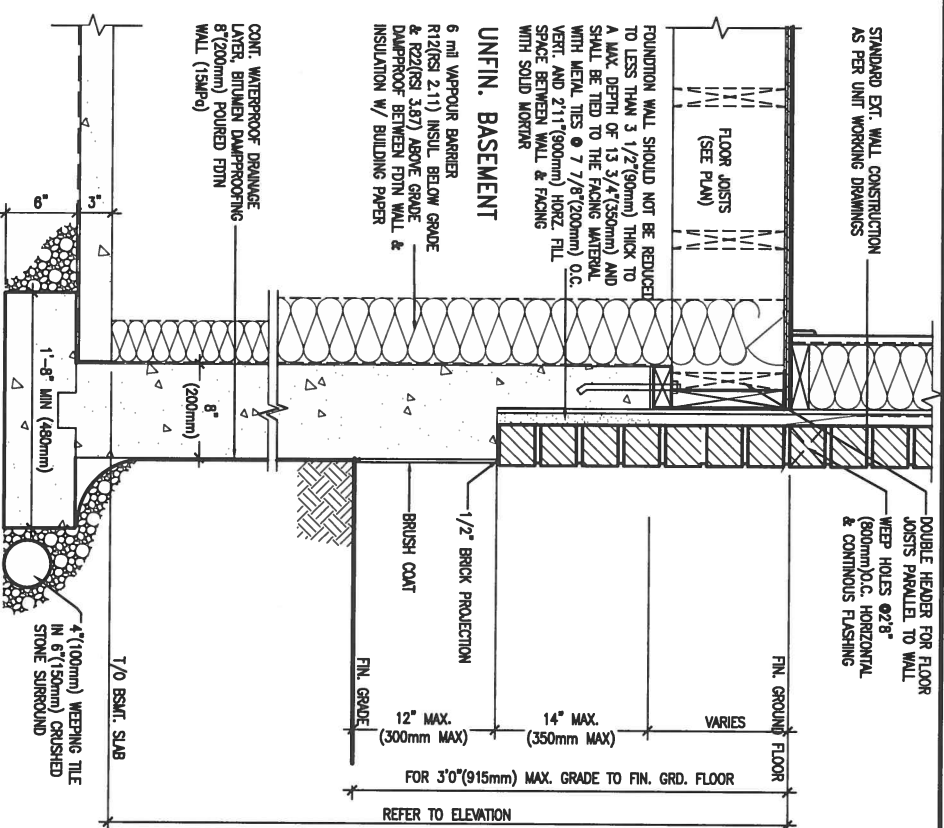 STANDARD EXT. WALL CONSTRUCTION
AS PER UNIT WORKING DRAWINGS
FLOOR JOISTS
(SEE PLAN)
FOUNDTION WALL SHOULD NOT BE REDUCED
TO LESS THAN 3 1/2"(90mm) THICK TO
A MAX. DEPTH OF 13 3/4"(350mm) AND
SHALL BE TIED TO THE FACING MATERIAL
WITH METAL TIES @ 7 7/8"(200mm) O.C.
VERT. AND 2'11"(900mm) HORZ. FILL
SPACE BETWEEN WALL & FACING
WITH SOLID MORTAR
UNFIN. BASEMENT
6 mil VAPPOUR BARRIER
R12(RSI 2.11) INSUL BELOW GRADE
& R22(RSI 3.87) ABOVE GRADE
DAMPPROOF BETWEEN FDTN WALL &
INSULATION W/ BUILDING PAPER
CONT. WATERPROOF DRAINAGE
LAYER, BITUMEN DAMPPROOFING
8"(200mm) POURED FDTN
WALL (15MPa)
6"
3"
1'-8" MIN (480mm)
8"
(200mm)
DOUBLE HEADER FOR FLOOR
JOISTS PARALLEL TO WALL
WEEP HOLES @2'8"
(800mm)O.C. HORIZONTAL
& CONTINOUS FLASHING
1/2" BRICK PROJECTION
BRUSH COAT
4"(100mm) WEEPING TILE
IN 6"(150mm) CRUSHED
STONE SURROUND
FIN. GROUND FLOOR
FIN. GRADE
T/O BSMT. SLAB
VARIES
14" MAX.
(350mm MAX)
12" MAX.
(300mm MAX)
FOR 3'0"(915mm) MAX. GRADE TO FIN. GRD. FLOOR
REFER TO ELEVATION